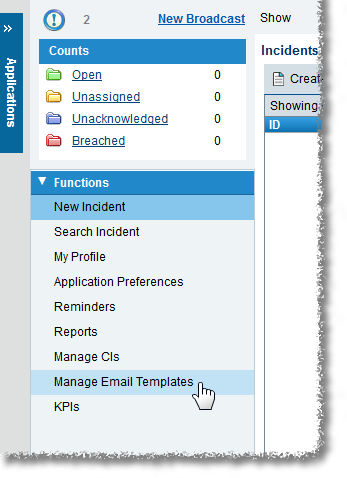 2 New Broadcast Show
Applications
Counts
Open 0
Unassigned 0
Unacknowledged 0
Breached 0
Incidents
Creat
Showing
ID
Functions
New Incident
Search Incident
My Profile
Application Preferences
Reminders
Reports
Manage CIs
Manage Email Templates
KPIs